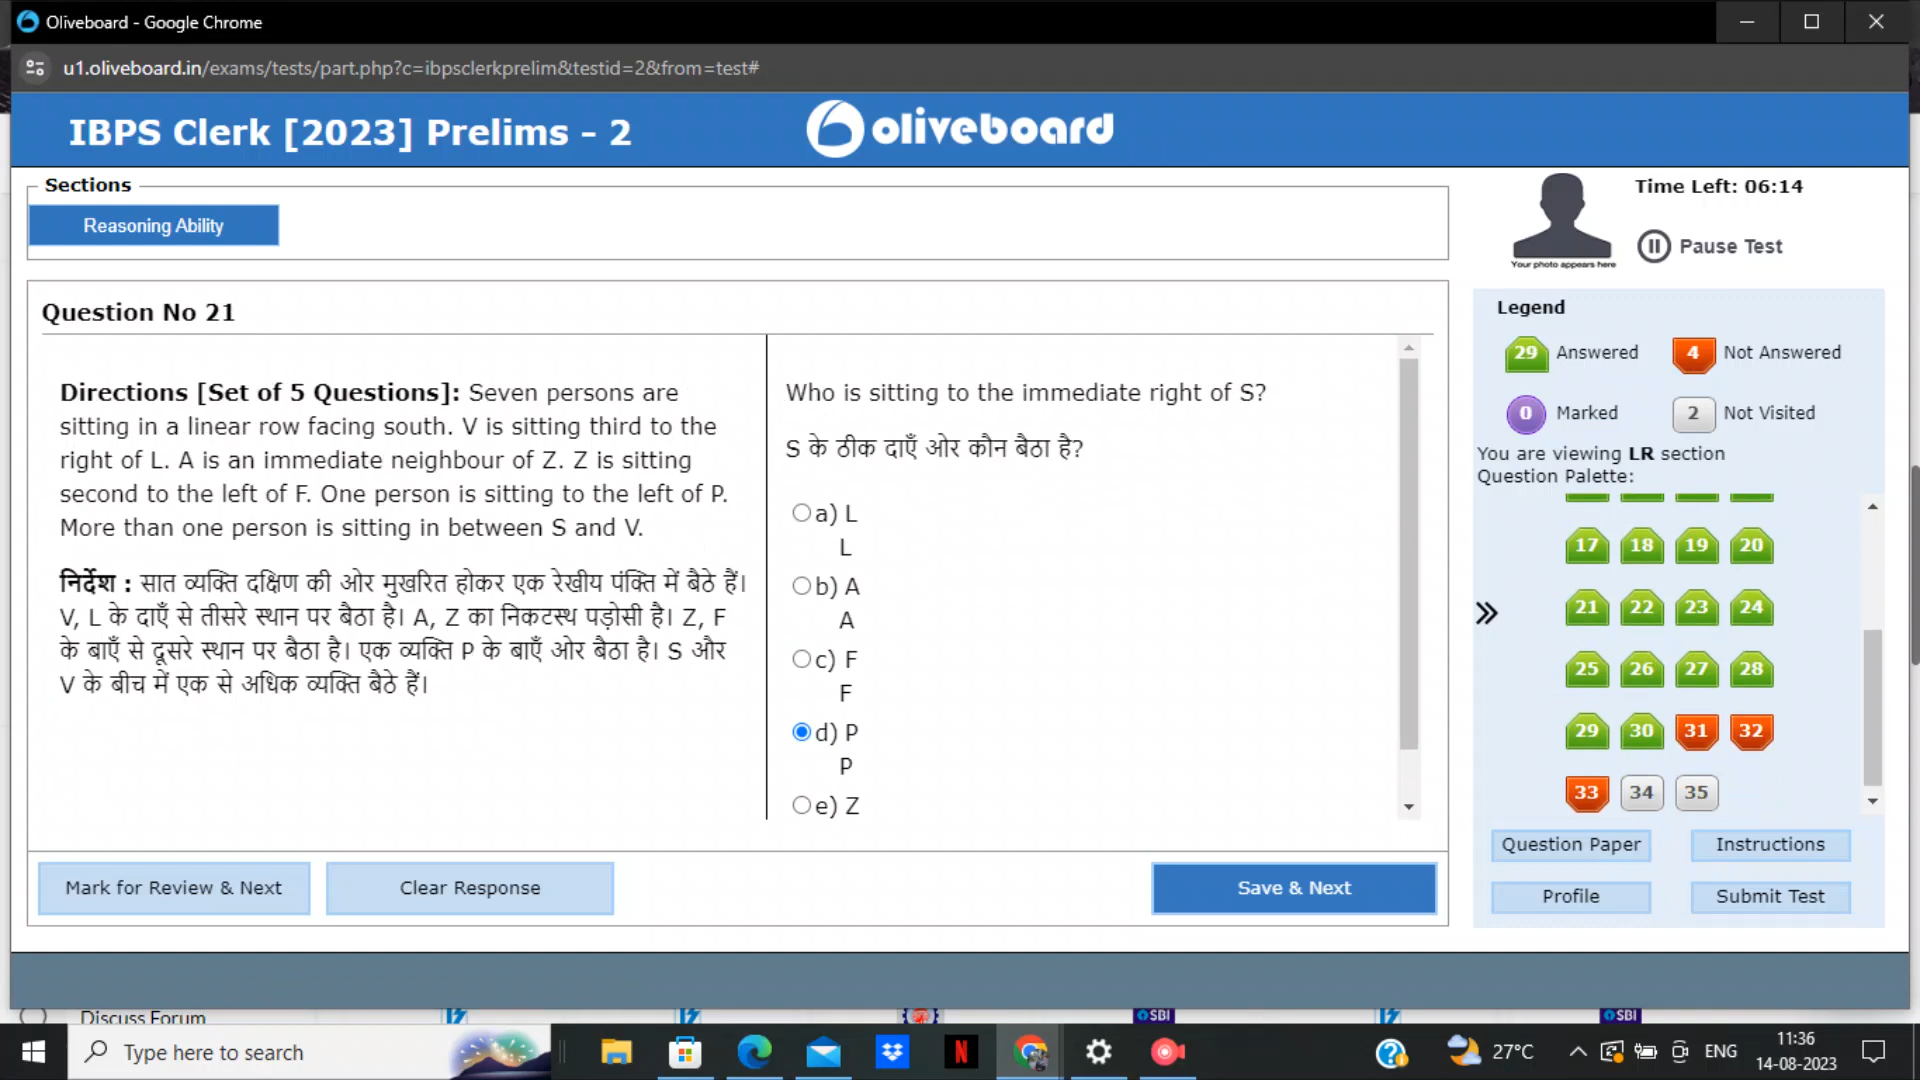 Oliveboard - Google Chrome
u1.oliveboard.in/exams/tests/part.php?c=ibpsclerkprelim&testid=2&from=test#
IBPS Clerk [2023] Prelims - 2
oliveboard
Sections
Reasoning Ability
Your photo appears here
Time Left: 06:14
Pause Test
Question No 21
Directions [Set of 5 Questions]: Seven persons are
sitting in a linear row facing south. V is sitting third to the
right of L. A is an immediate neighbour of Z. Z is sitting
second to the left of F. One person is sitting to the left of P.
More than one person is sitting in between S and V.
निर्देश : सात व्यक्ति दक्षिण की ओर मुखरित होकर एक रेखीय पंक्ति में बैठे हैं।
V, L के दाएँ से तीसरे स्थान पर बैठा है। A, Z का निकटस्थ पड़ोसी है। Z, F
के बाएँ से दूसरे स्थान पर बैठा है। एक व्यक्ति P के बाएँ ओर बैठा है। S और
V के बीच में एक से अधिक व्यक्ति बैठे हैं।
Who is sitting to the immediate right of S?
S के ठीक दाएँ ओर कौन बैठा है?
a) L
L
b) A
A
c) F
F
d) P
P
e) Z
Mark for Review & Next
Clear Response
Save & Next
Legend
29 Answered
4 Not Answered
0 Marked
2 Not Visited
You are viewing LR section
Question Palette:
17 18 19 20
21 22 23 24
25 26 27 28
29 30 31 32
33 34 35
Question Paper
Instructions
Profile
Submit Test
Discuss Forum
SBI
SBI
Type here to search
27°C
ENG
11:36
14-08-2023